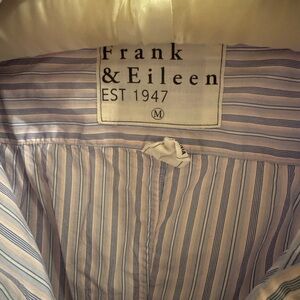 Frank
& Eileen
EST 1947
M